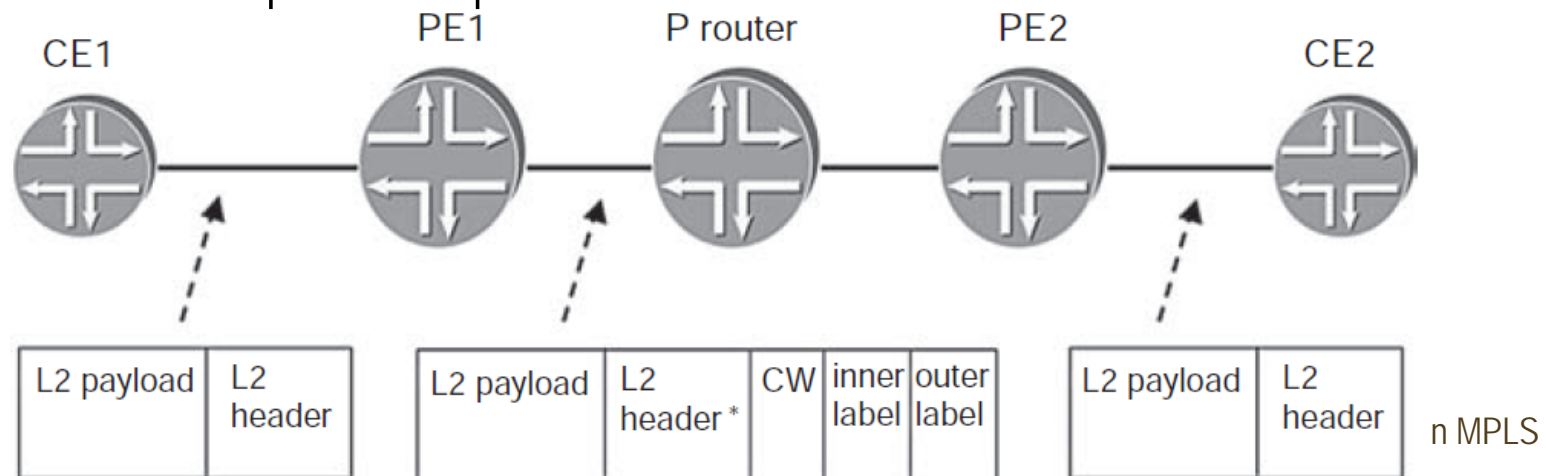 CE1
PE1
P router
PE2
CE2
L2 payload
L2
header
L2 payload
L2
header *
CW
inner
label
outer
label
L2 payload
L2
header
n MPLS